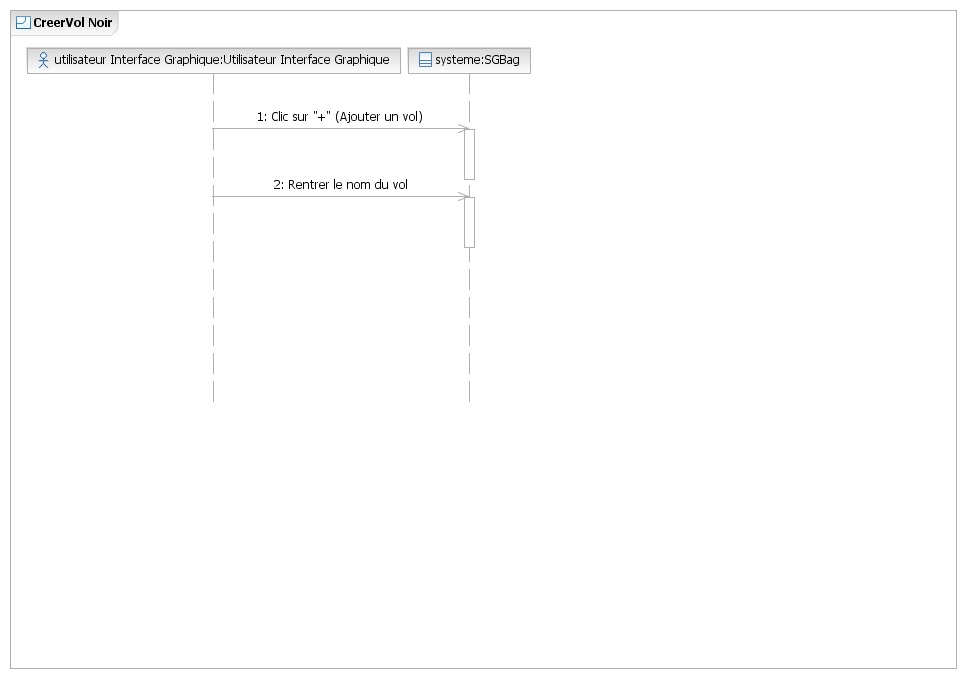 CreerVol Noir
utilisateur Interface Graphique:Utilisateur Interface Graphique
systeme:SGBag
1: Clic sur "+" (Ajouter un vol)
2: Rentrer le nom du vol